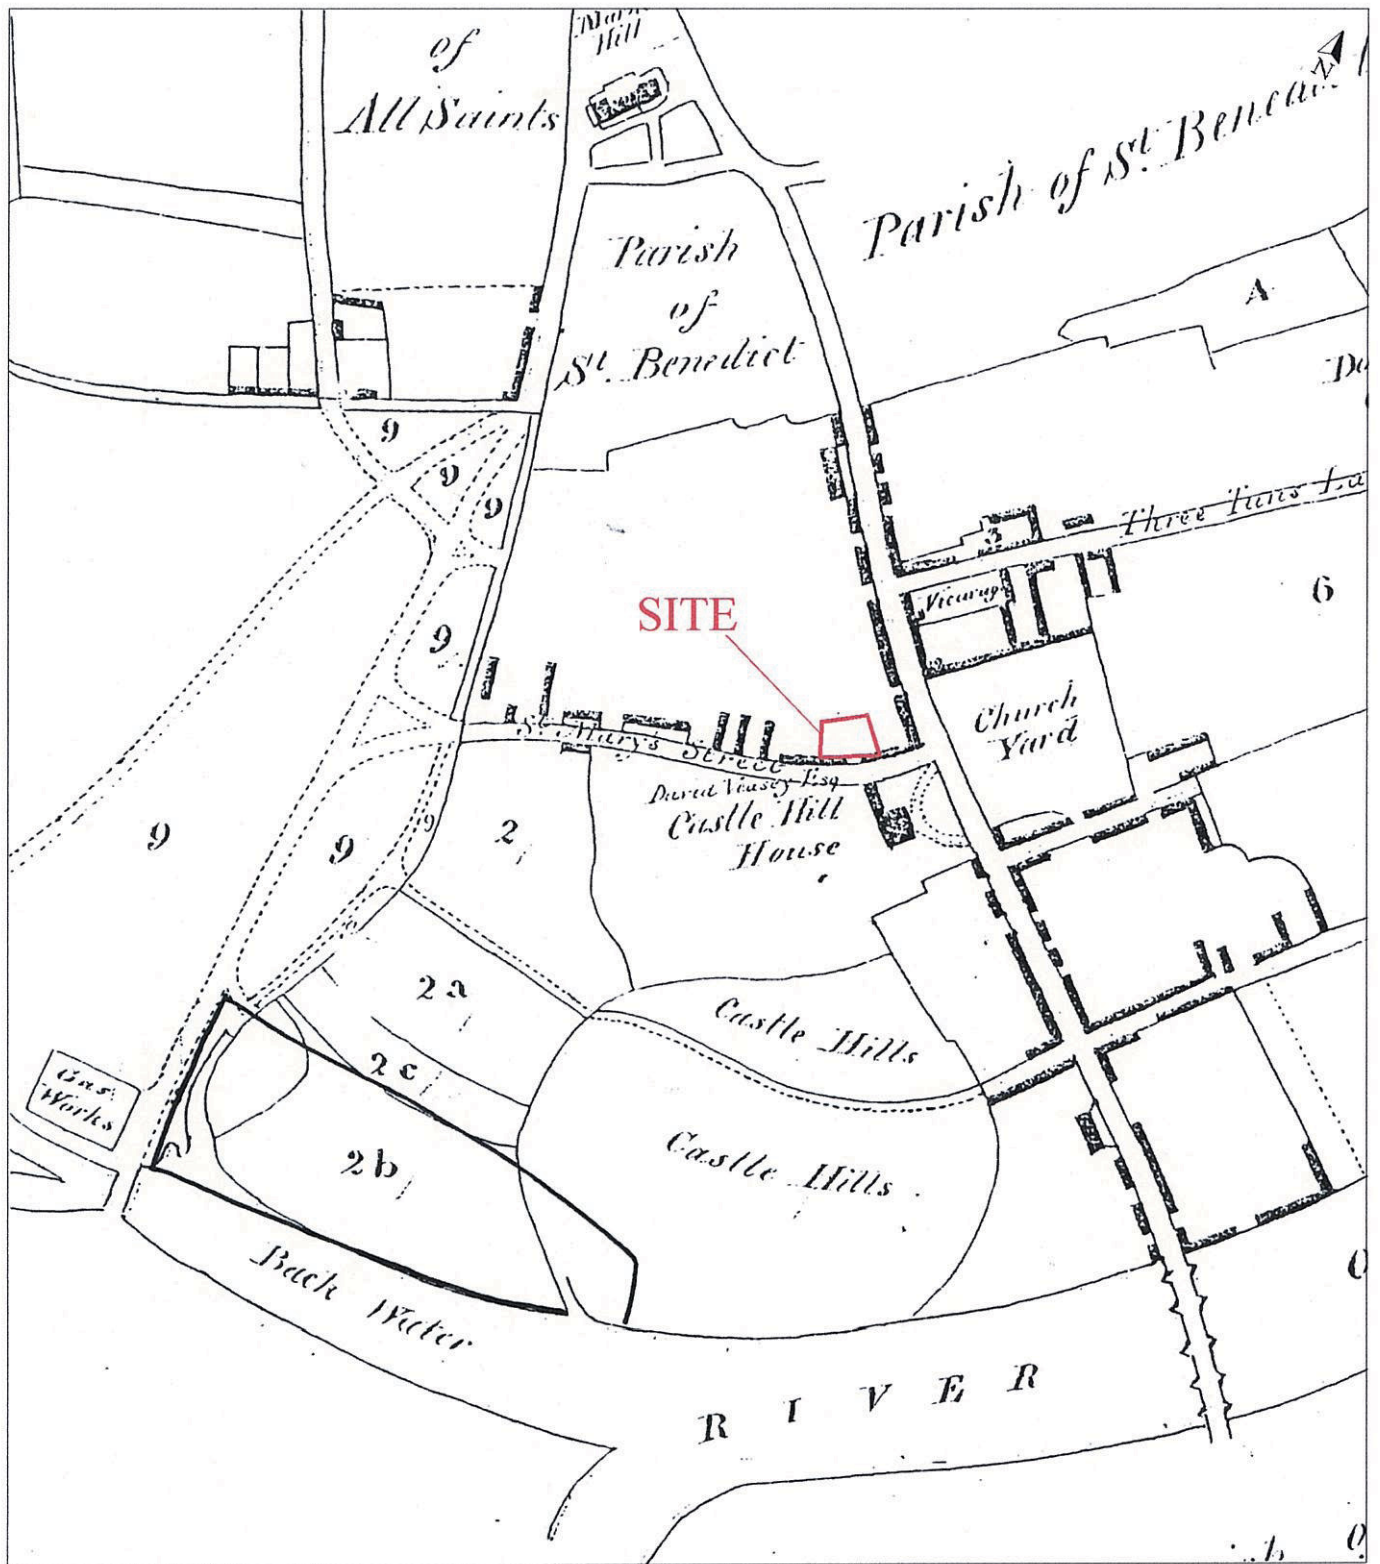 of
All Saints
Hill
N
Parish of St. Benedict
Parish
of
St. Benedict
A
9
9
9
3
Three Tuns La
Vicarage
6
SITE
9
Church
Yard
St. Mary's Street
David Veasey Esq
Castle Hill
House
9
9
9
2
2a
Castle Hills
2c
Gas
Works
2b
Castle Hills
Back Water
RIVER